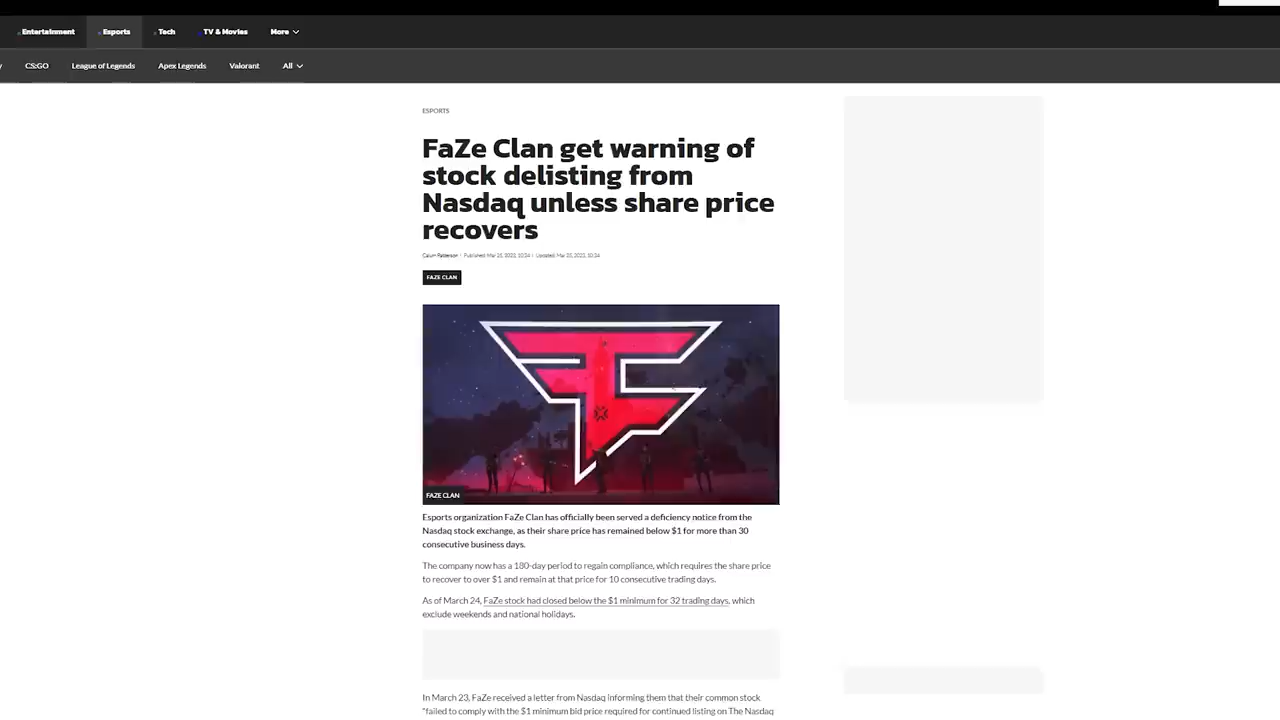 Entertainment Esports Tech TV & Movies More
CS:GO League of Legends Apex Legends Valorant All
ESPORTS
FaZe Clan get warning of
stock delisting from
Nasdaq unless share price
recovers
Calum Patterson
FAZE CLAN
FAZE CLAN
Esports organization FaZe Clan has officially been served a deficiency notice from the
Nasdaq stock exchange, as their share price has remained below $1 for more than 30
consecutive business days.
The company now has a 180-day period to regain compliance, which requires the share price
to recover to over $1 and remain at that price for 10 consecutive trading days.
As of March 24, FaZe stock had closed below the $1 minimum for 32 trading days, which
exclude weekends and national holidays.
In March 23, FaZe received a letter from Nasdaq informing them that their common stock
"failed to comply with the $1 minimum bid price required for continued listing on The Nasdaq